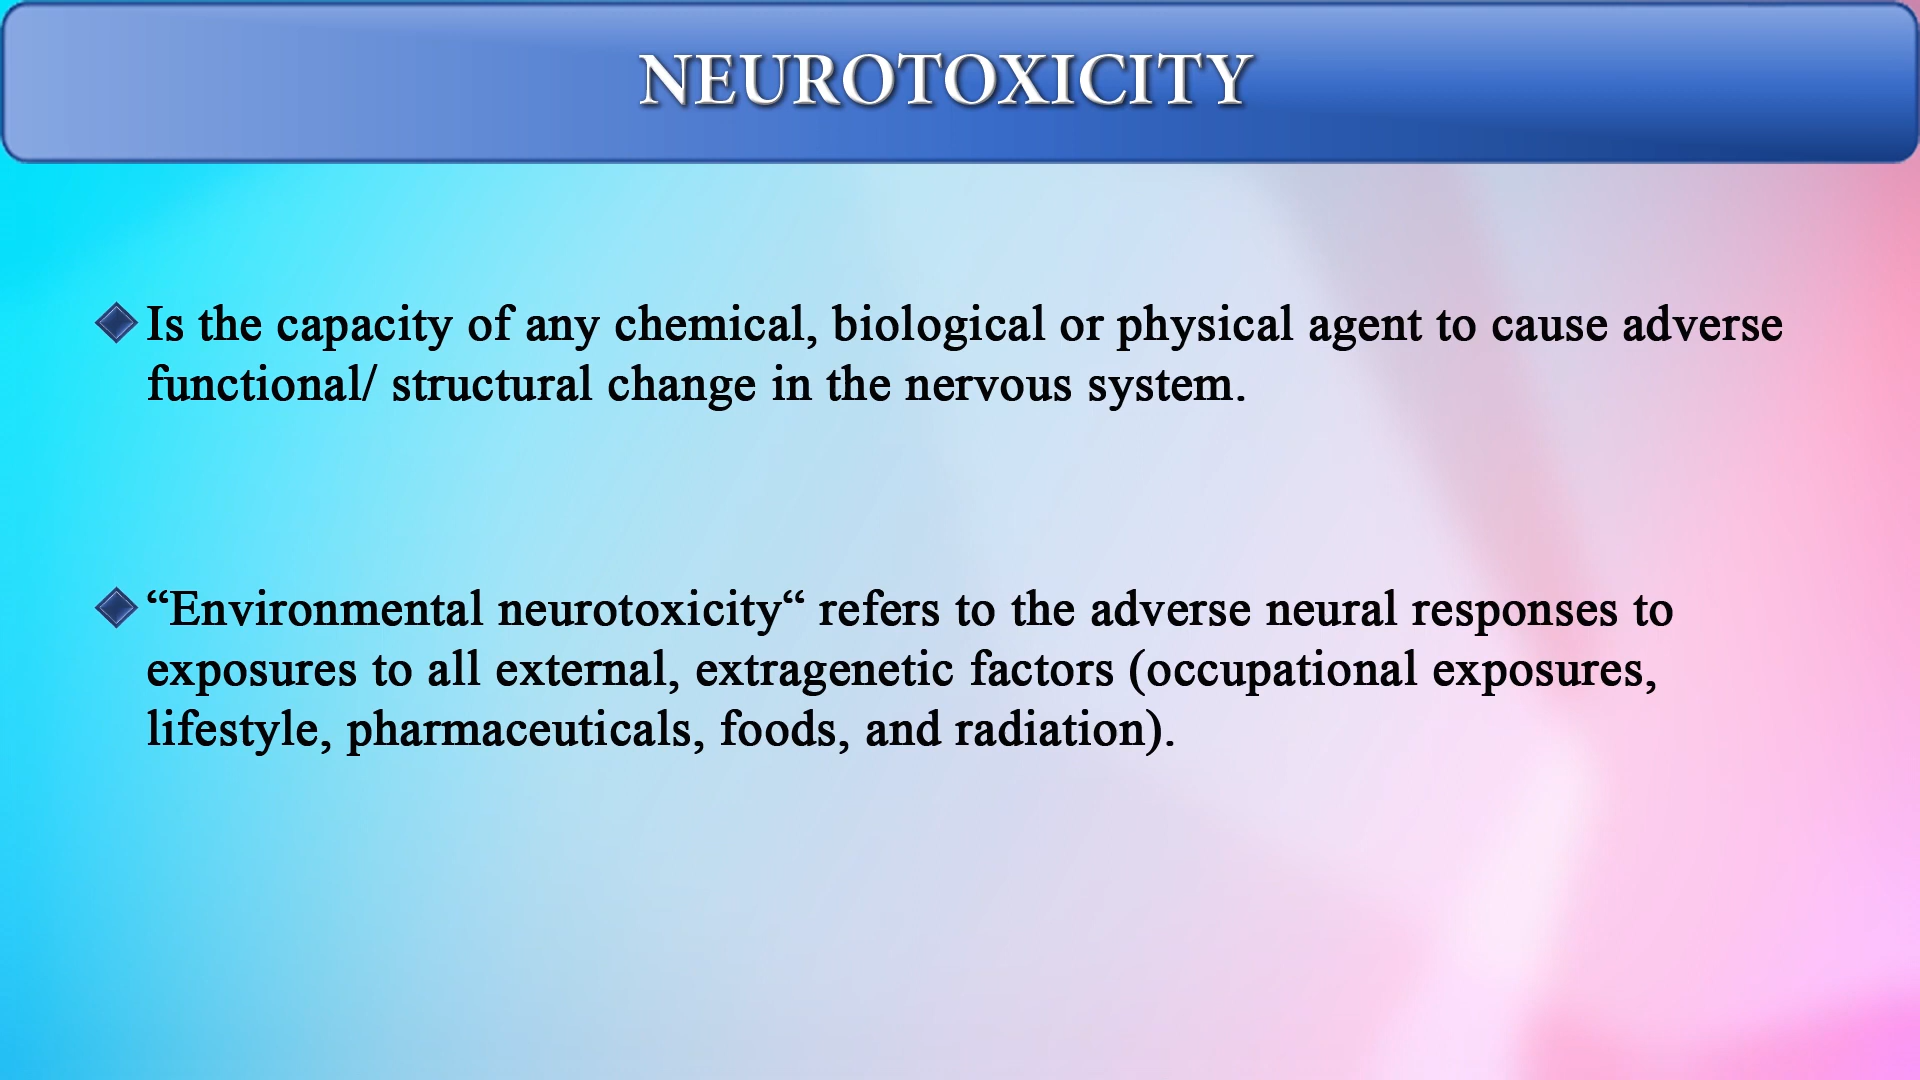 NEUROTOXICITY
Is the capacity of any chemical, biological or physical agent to cause adverse
functional/ structural change in the nervous system.
“Environmental neurotoxicity“ refers to the adverse neural responses to
exposures to all external, extragenetic factors (occupational exposures,
lifestyle, pharmaceuticals, foods, and radiation).